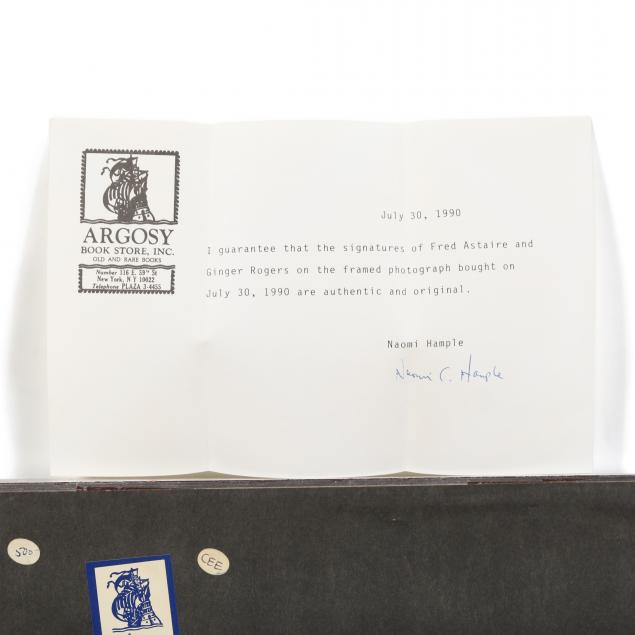 ARGOSY
BOOK STORE, INC.
OLD AND RARE BOOKS
Number 116 E. 59th St
New York, N.Y 10022
Telephone PLAZA 3-4455
July 30, 1990
I guarantee that the signatures of Fred Astaire and
Ginger Rogers on the framed photograph bought on
July 30, 1990 are authentic and original.
Naomi Hample
Naomi C. Hample
500-
CEE